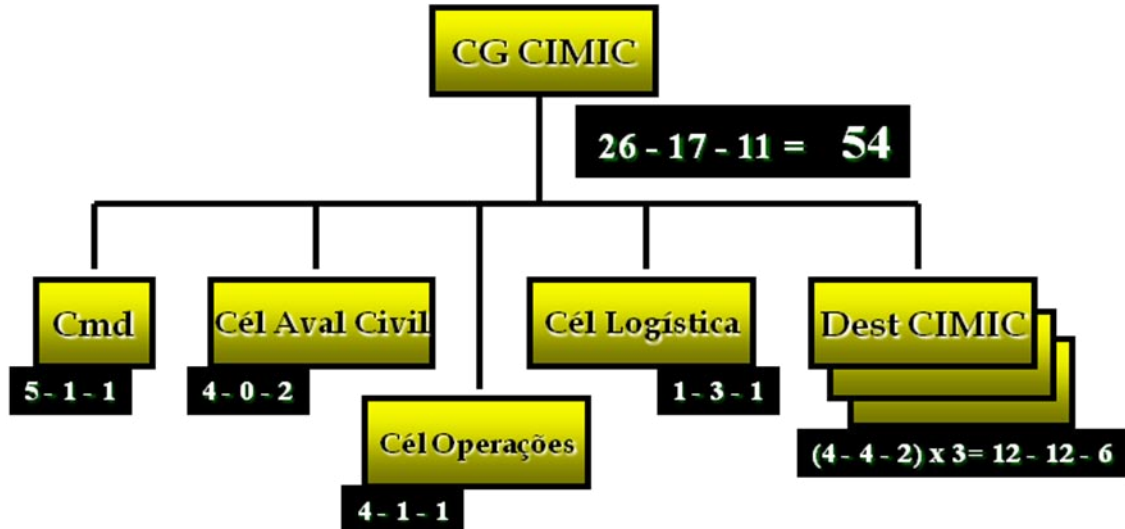 CG CIMIC
26 - 17 - 11 = 54
Cmd
5 - 1 - 1
Cél Aval Civil
4 - 0 - 2
Cél Operações
4 - 1 - 1
Cél Logística
1 - 3 - 1
Dest CIMIC
(4 - 4 - 2) x 3= 12 - 12 - 6